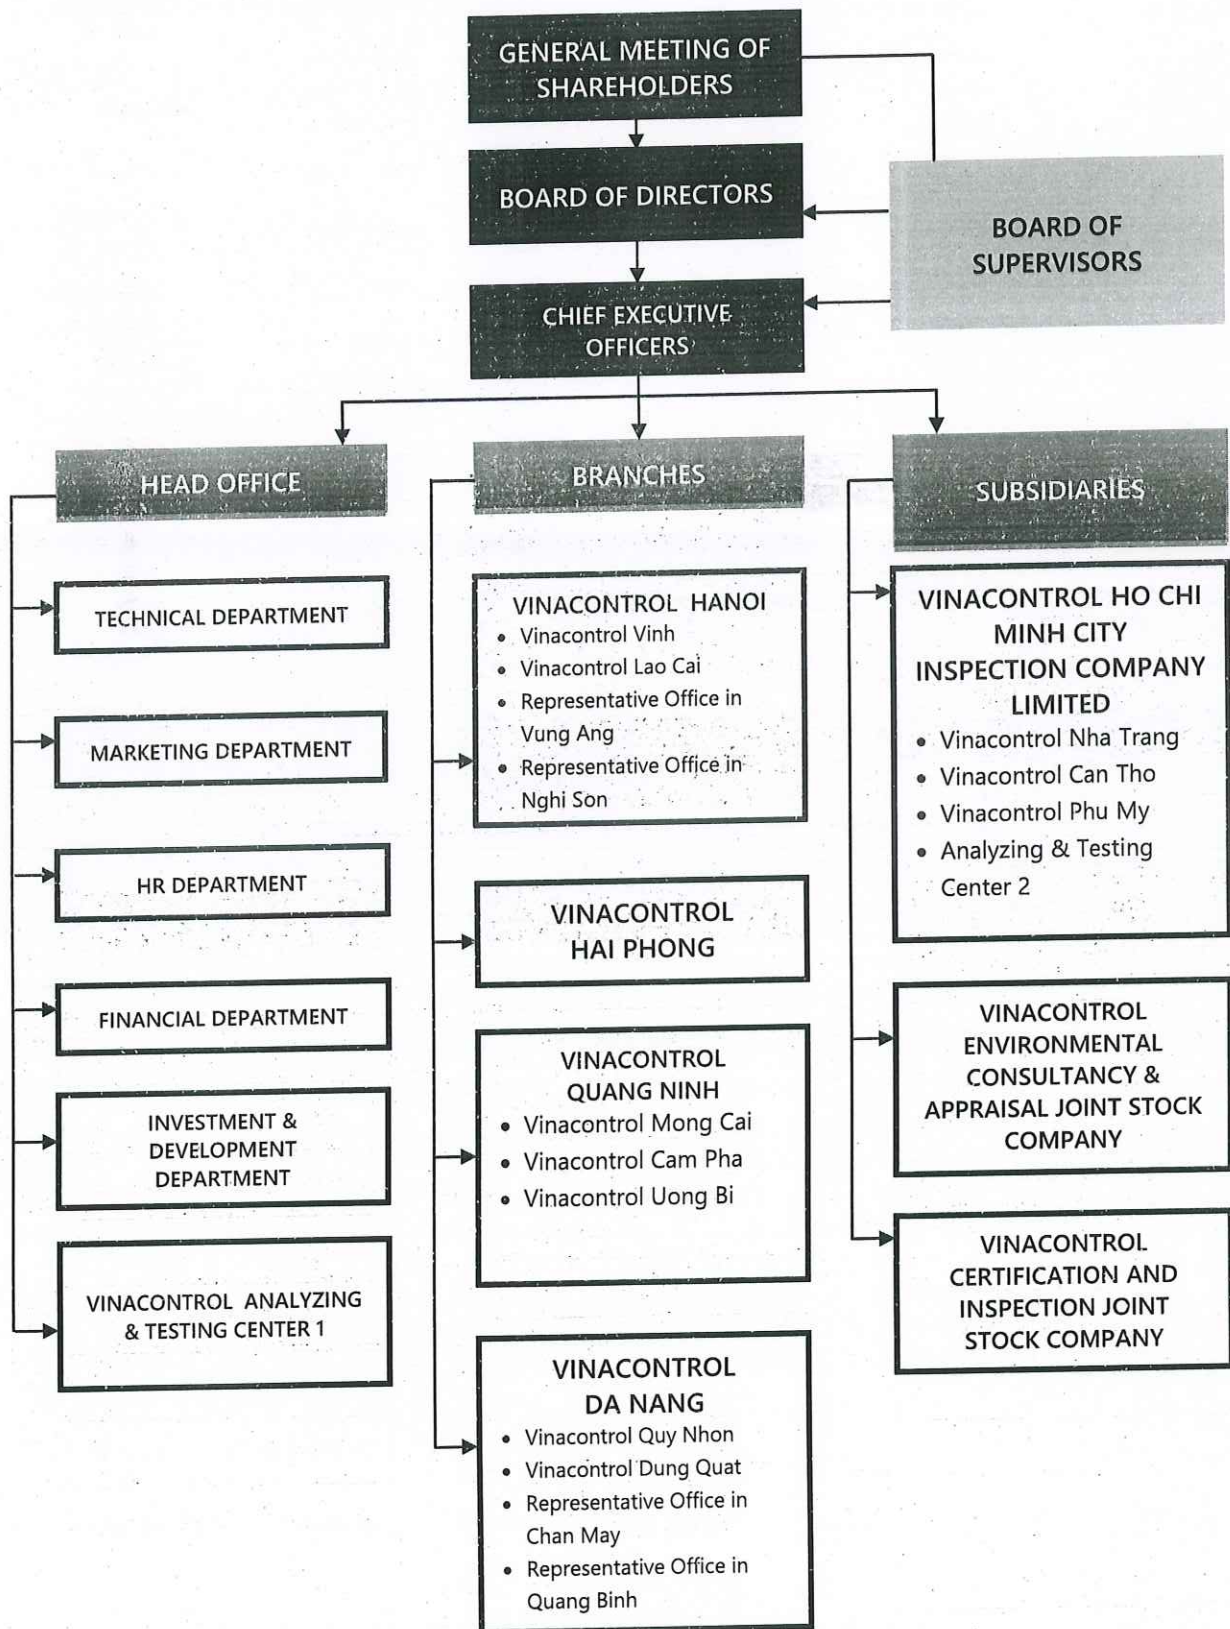 GENERAL MEETING OF
SHAREHOLDERS
BOARD OF DIRECTORS
BOARD OF
SUPERVISORS
CHIEF EXECUTIVE
OFFICERS
HEAD OFFICE
TECHNICAL DEPARTMENT
MARKETING DEPARTMENT
HR DEPARTMENT
FINANCIAL DEPARTMENT
INVESTMENT &
DEVELOPMENT
DEPARTMENT
VINACONTROL ANALYZING
& TESTING CENTER 1
BRANCHES
VINACONTROL HANOI
• Vinacontrol Vinh
• Vinacontrol Lao Cai
• Representative Office in
Vung Ang
• Representative Office in
Nghi Son
VINACONTROL
HAI PHONG
VINACONTROL
QUANG NINH
• Vinacontrol Mong Cai
• Vinacontrol Cam Pha
• Vinacontrol Uong Bi
VINACONTROL
DA NANG
• Vinacontrol Quy Nhon
• Vinacontrol Dung Quat
• Representative Office in
Chan May
• Representative Office in
Quang Binh
SUBSIDIARIES
VINACONTROL HO CHI
MINH CITY
INSPECTION COMPANY
LIMITED
• Vinacontrol Nha Trang
• Vinacontrol Can Tho
• Vinacontrol Phu My
• Analyzing & Testing
Center 2
VINACONTROL
ENVIRONMENTAL
CONSULTANCY &
APPRAISAL JOINT STOCK
COMPANY
VINACONTROL
CERTIFICATION AND
INSPECTION JOINT
STOCK COMPANY